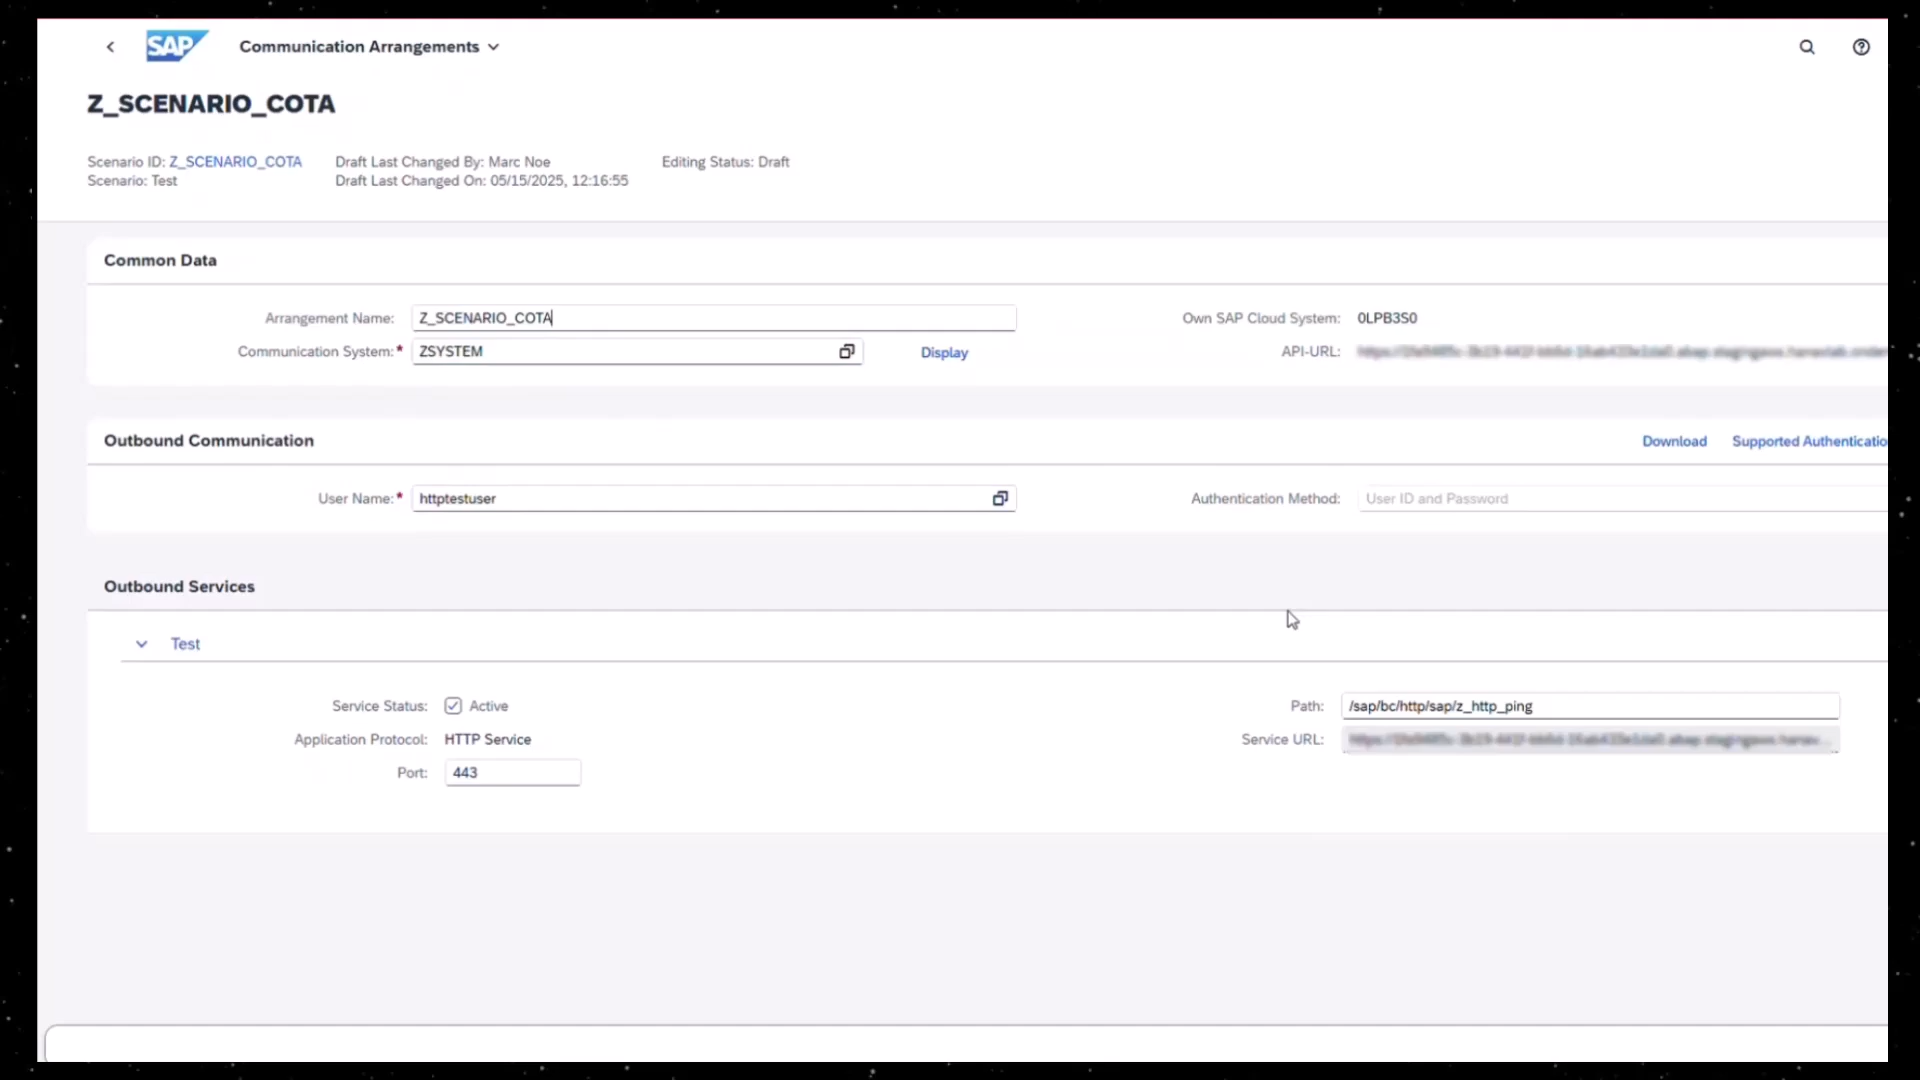 SAP Communication Arrangements
Z_SCENARIO_COTA
Scenario ID: Z_SCENARIO_COTA Draft Last Changed By: Marc Noe Editing Status: Draft
Scenario: Test Draft Last Changed On: 05/15/2025, 12:16:55
Common Data
Arrangement Name: Z_SCENARIO_COTA Own SAP Cloud System: 0LPB3S0
Communication System:* ZSYSTEM Display API-URL:
Outbound Communication Download Supported Authenticatio
User Name:* httptestuser Authentication Method: User ID and Password
Outbound Services
Test
Service Status: Active Path: /sap/bc/http/sap/z_http_ping
Application Protocol: HTTP Service Service URL:
Port: 443